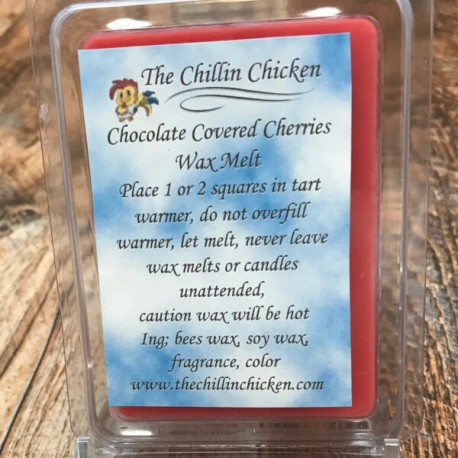 The Chillin Chicken
Chocolate Covered Cherries
Wax Melt
Place 1 or 2 squares in tart
warmer, do not overfill
warmer, let melt, never leave
wax melts or candles
unattended,
caution wax will be hot
Ing; bees wax, soy wax,
fragrance, color
www.thechillinchicken.com